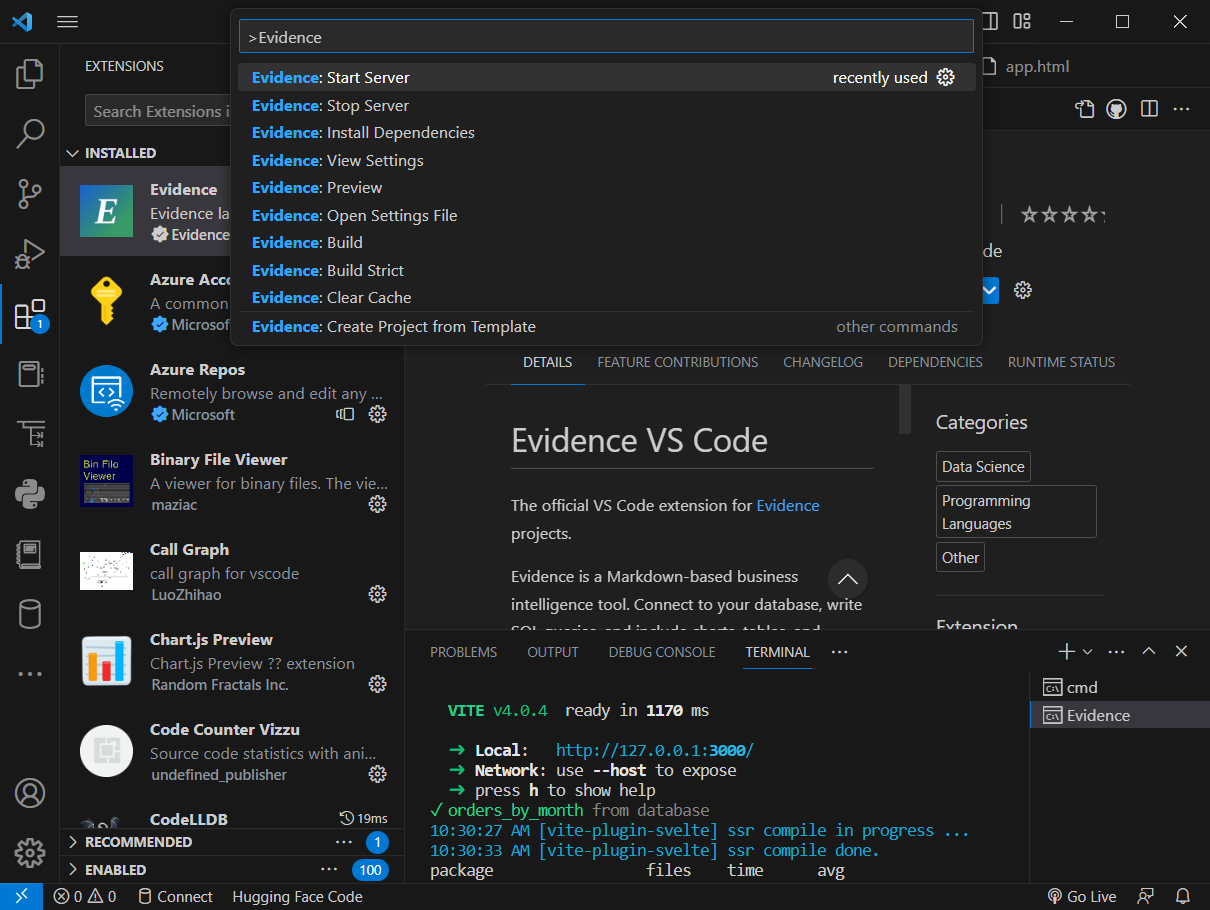 >Evidence
Evidence: Start Server recently used
Evidence: Stop Server
Evidence: Install Dependencies
Evidence: View Settings
Evidence: Preview
Evidence: Open Settings File
Evidence: Build
Evidence: Build Strict
Evidence: Clear Cache
Evidence: Create Project from Template other commands
app.html
EXTENSIONS
Search Extensions i
INSTALLED
E
Evidence
Evidence la
Evidence
Azure Acc
A common
Microsof
Azure Repos
Remotely browse and edit any ...
Microsoft
Bin File
Viewer
Binary File Viewer
A viewer for binary files. The vie...
maziac
Call Graph
call graph for vscode
LuoZhihao
Chart.js Preview
Chart.js Preview ?? extension
Random Fractals Inc.
Code Counter Vizzu
Source code statistics with ani...
undefined_publisher
CodeLLDB 19ms
RECOMMENDED ... 1
ENABLED ... 100
1
de
DETAILS FEATURE CONTRIBUTIONS CHANGELOG DEPENDENCIES RUNTIME STATUS
Evidence VS Code
The official VS Code extension for Evidence
projects.
Evidence is a Markdown-based business
intelligence tool. Connect to your database, write
SQL queries, and include charts, tables, and
Categories
Data Science
Programming
Languages
Other
Extension
PROBLEMS OUTPUT DEBUG CONSOLE TERMINAL ...
VITE v4.0.4 ready in 1170 ms
➜ Local: http://127.0.0.1:3000/
➜ Network: use --host to expose
➜ press h to show help
✓ orders_by_month from database
10:30:27 AM [vite-plugin-svelte] ssr compile in progress ...
10:30:33 AM [vite-plugin-svelte] ssr compile done.
package files time avg
cmd
Evidence
0 0 Connect Hugging Face Code Go Live